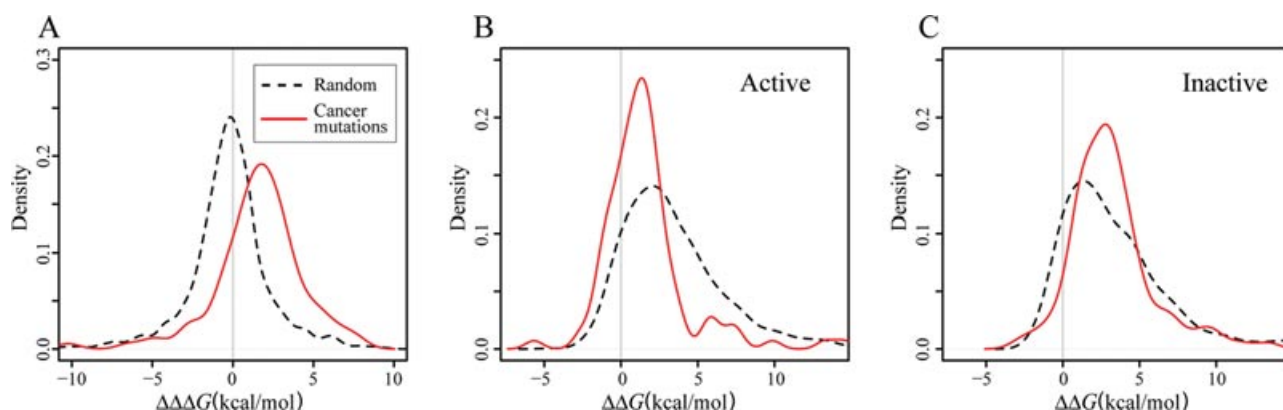 A
Density
0.0
0.1
0.2
0.3
−10
−5
0
5
10
ΔΔΔG(kcal/mol)
Random
Cancer
mutations
B
Active
Density
0.0
0.1
0.2
−5
0
5
10
ΔΔG(kcal/mol)
C
Inactive
Density
0.0
0.1
0.2
−5
0
5
10
ΔΔG(kcal/mol)